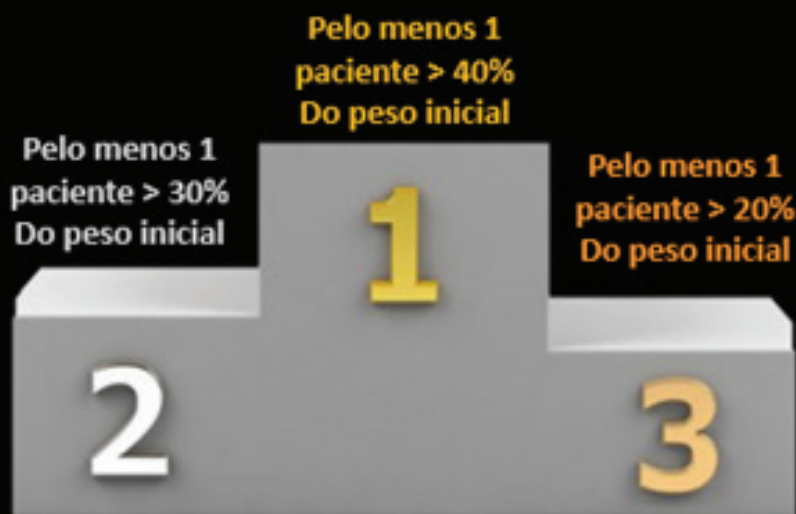 Pelo menos 1
paciente > 40%
Do peso inicial
Pelo menos 1
paciente > 30%
Do peso inicial
Pelo menos 1
paciente > 20%
Do peso inicial
1
2
3